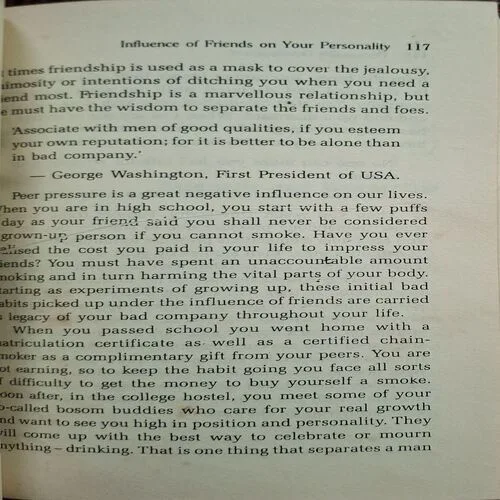 Influence of Friends on Your Personality 117
times friendship is used as a mask to cover the jealousy,
nimosity or intentions of ditching you when you need a
iend most. Friendship is a marvellous relationship, but
e must have the wisdom to separate the friends and foes.
'Associate with men of good qualities, if you esteem
your own reputation; for it is better to be alone than
in bad company.'
— George Washington, First President of USA.
Peer pressure is a great negative influence on our lives.
hen you are in high school, you start with a few puffs
day as your friend said you shall never be considered
grown-up person if you cannot smoke. Have you ever
alised the cost you paid in your life to impress your
iends? You must have spent an unaccountable amount
noking and in turn harming the vital parts of your body.
tarting as experiments of growing up, these initial bad
abits picked up under the influence of friends are carried
s legacy of your bad company throughout your life.
When you passed school you went home with a
atriculation certificate as well as a certified chain-
moker as a complimentary gift from your peers. You are
ot earning, so to keep the habit going you face all sorts
f difficulty to get the money to buy yourself a smoke.
oon after, in the college hostel, you meet some of your
o-called bosom buddies who care for your real growth
nd want to see you high in position and personality. They
ill come up with the best way to celebrate or mourn
nything – drinking. That is one thing that separates a man